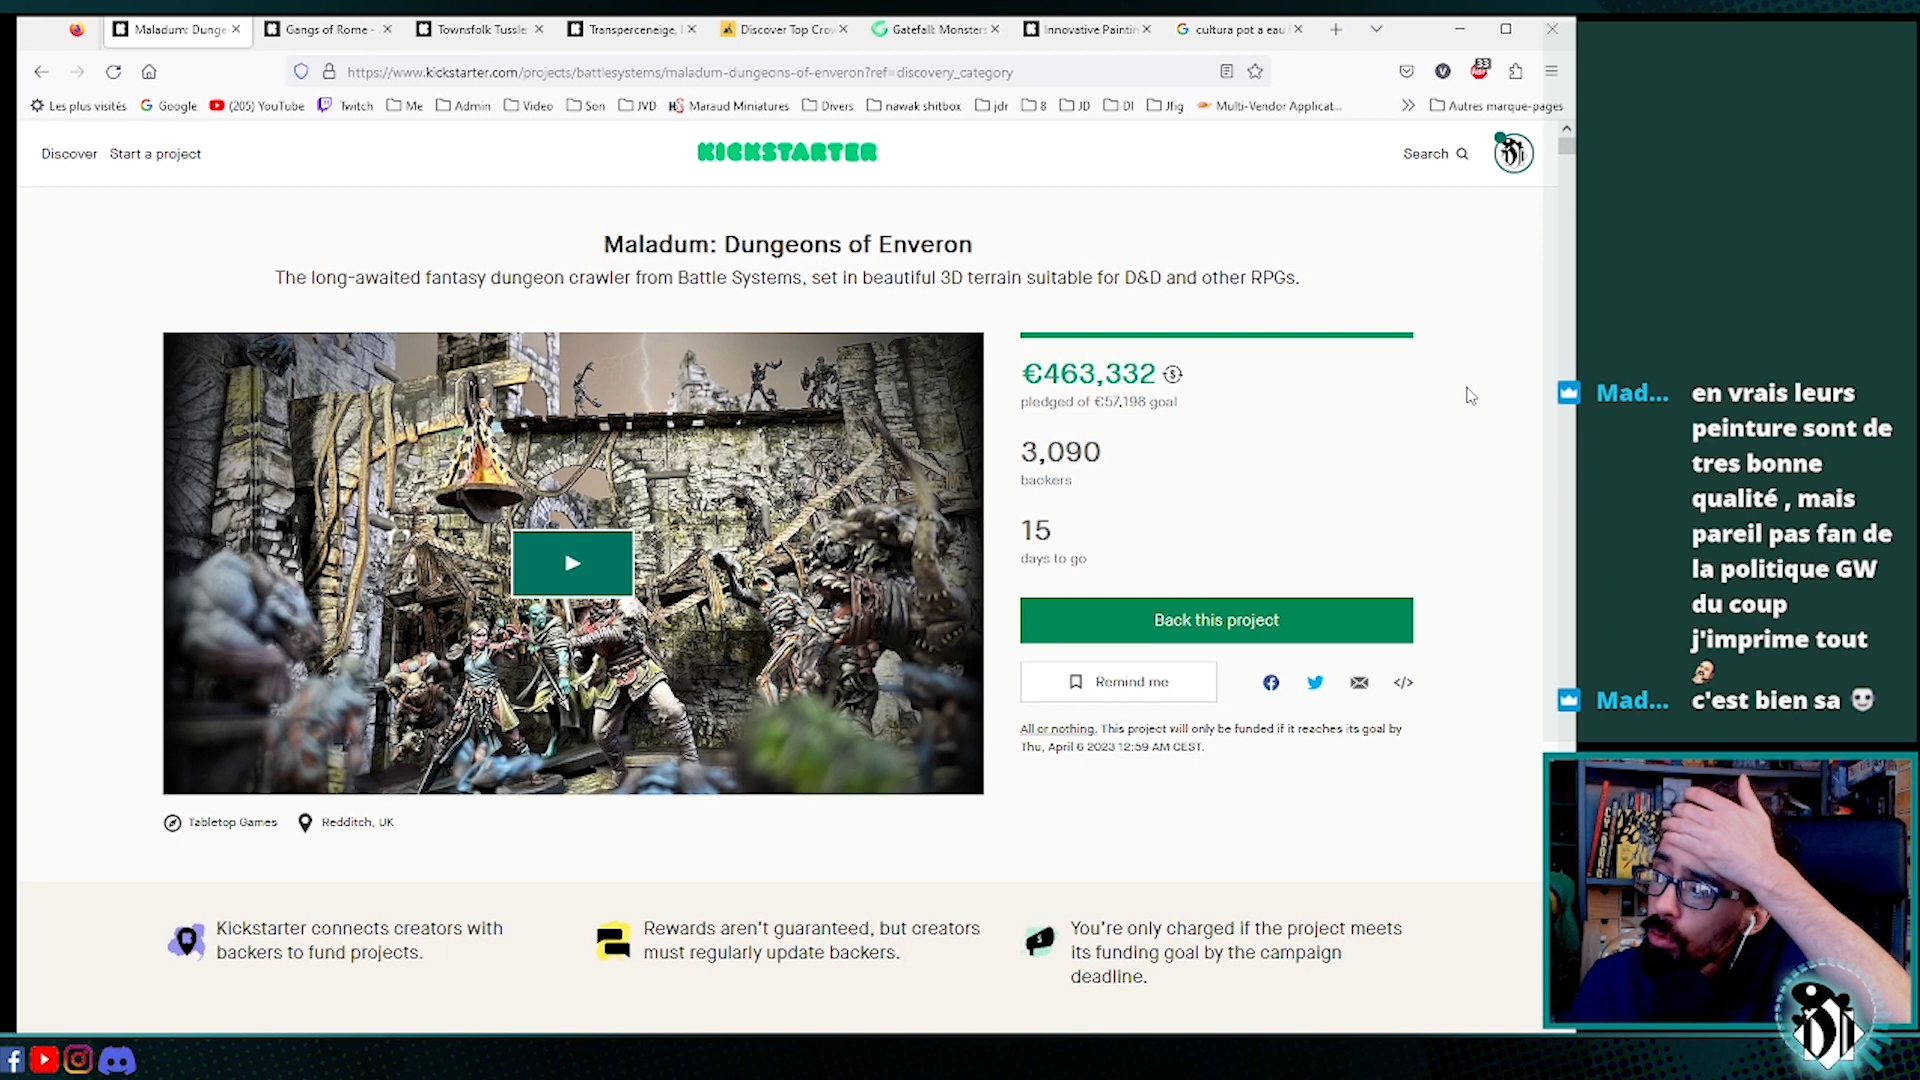 Maladum: Dunge
Gangs of Rome -
Townsfolk Tussle
Transperceneige,
Discover Top Cro
Gatefall: Monsters
Innovative Paintin
cultura pot a eau
https://www.kickstarter.com/projects/battlesystems/maladum-dungeons-of-enveron?ref=discovery_category
33
Les plus visités
Google
(205) YouTube
Twitch
Me
Admin
Video
Son
JVD
Maraud Miniatures
Divers
nawak shitbox
jdr
8
JD
DI
Jfig
Multi-Vendor Applicat...
Autres marque-pages
Discover
Start a project
KICKSTARTER
Search
Maladum: Dungeons of Enveron
The long-awaited fantasy dungeon crawler from Battle Systems, set in beautiful 3D terrain suitable for D&D and other RPGs.
€463,332
pledged of €57,198 goal
3,090
backers
15
days to go
Back this project
Remind me
</>
All or nothing. This project will only be funded if it reaches its goal by
Thu, April 6 2023 12:59 AM CEST.
Tabletop Games
Redditch, UK
Kickstarter connects creators with
backers to fund projects.
Rewards aren't guaranteed, but creators
must regularly update backers.
You're only charged if the project meets
its funding goal by the campaign
deadline.
Mad... en vrais leurs
peinture sont de
tres bonne
qualité , mais
pareil pas fan de
la politique GW
du coup
j'imprime tout
Mad... c'est bien sa